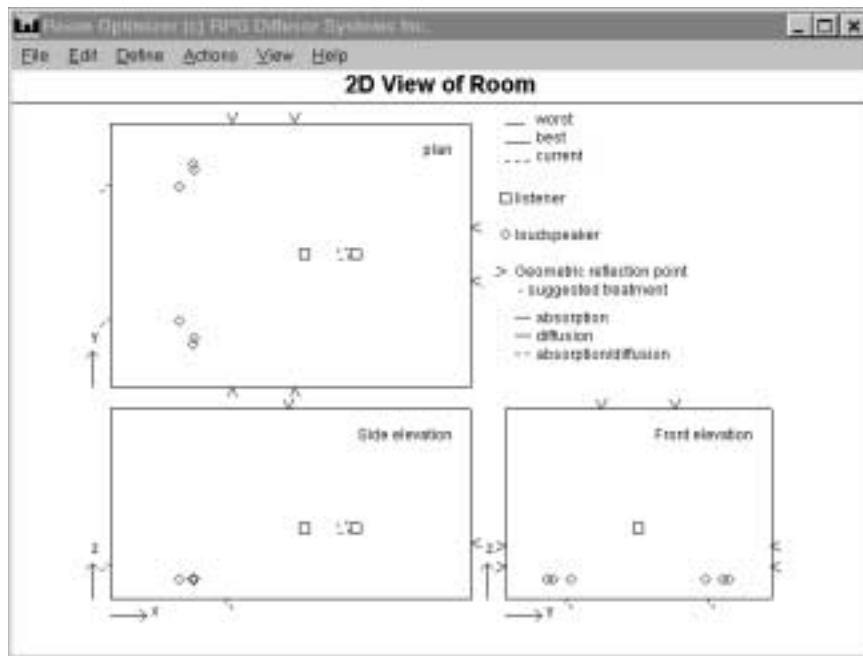 Room Optimizer (c) RPG Diffusor Systems Inc.
File Edit Define Actions View Help
2D View of Room
plan
worst
best
current
listener
loudspeaker
Geometric reflection point
- suggested treatment
absorption
diffusion
absorption/diffusion
Y
Side elevation
Z
X
Front elevation
Z
Y